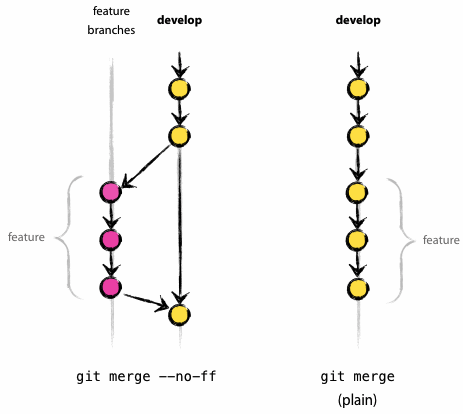 feature
branches
develop
develop
feature
feature
git merge --no-ff
git merge
(plain)